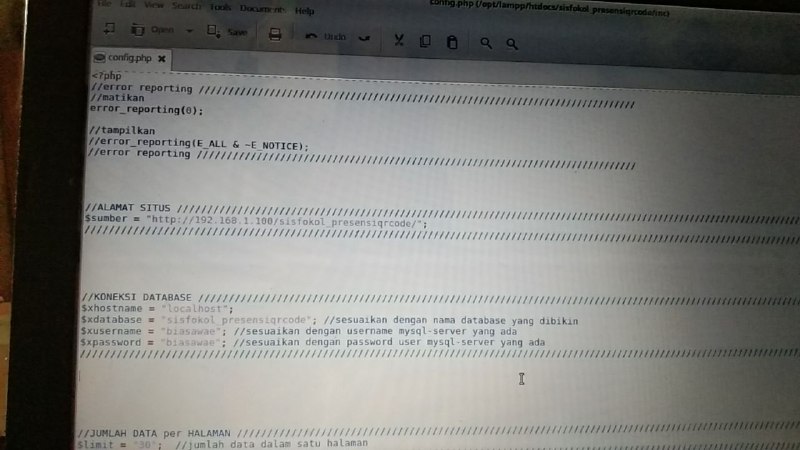 File Edit View Search Tools Documents Help
config.php (/opt/lampp/htdocs/sisfokol_presensiqrcode/inc)
Open Save Undo
config.php
<?php
//error reporting //////////////////////////////////////////////////////////////////////////
//matikan
error_reporting(0);
//tampilkan
//error_reporting(E_ALL & ~E_NOTICE);
//error reporting //////////////////////////////////////////////////////////////////////////
//ALAMAT SITUS ////////////////////////////////////////////////////////////////////////////////////////////////////
$sumber = "http://192.168.1.100/sisfokol_presensiqrcode/";
////////////////////////////////////////////////////////////////////////////////////////////////////////////////////
//KONEKSI DATABASE ////////////////////////////////////////////////////////////////////////////////////////////////////
$xhostname = "localhost";
$xdatabase = "sisfokol_presensiqrcode"; //sesuaikan dengan nama database yang dibikin
$xusername = "biasawae"; //sesuaikan dengan username mysql-server yang ada
$xpassword = "biasawae"; //sesuaikan dengan password user mysql-server yang ada
////////////////////////////////////////////////////////////////////////////////////////////////////////////////////
//JUMLAH DATA per HALAMAN ////////////////////////////////////////////////////////////////////////////////////////////
$limit = "30"; //jumlah data dalam satu halaman